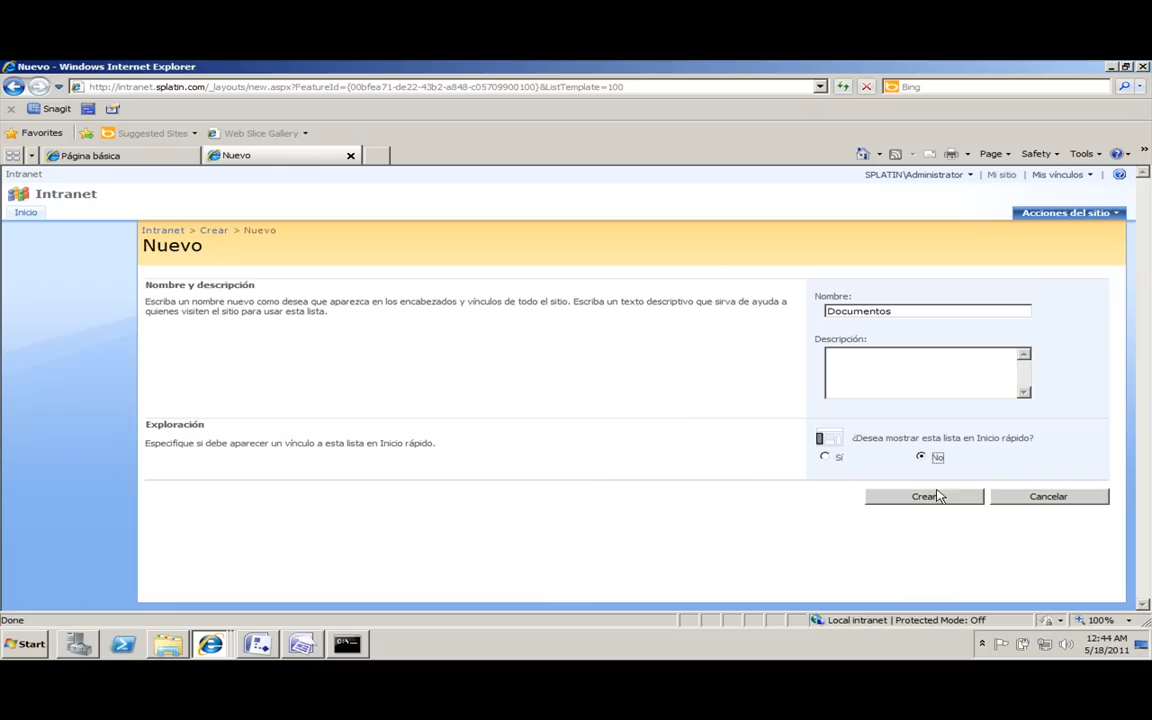 Nuevo - Windows Internet Explorer
http://intranet.splatin.com/_layouts/new.aspx?FeatureId={00bfea71-de22-43b2-a848-c05709900100}&ListTemplate=100
Bing
Snagit
Favorites
Suggested Sites
Web Slice Gallery
Página básica
Nuevo
Page
Safety
Tools
Intranet
SPLATIN\Administrator
Mi sitio
Mis vínculos
Intranet
Inicio
Acciones del sitio
Intranet > Crear > Nuevo
Nuevo
Nombre y descripción
Escriba un nombre nuevo como desea que aparezca en los encabezados y vínculos de todo el sitio. Escriba un texto descriptivo que sirva de ayuda a
quienes visiten el sitio para usar esta lista.
Nombre:
Documentos
Descripción:
Exploración
Especifique si debe aparecer un vínculo a esta lista en Inicio rápido.
¿Desea mostrar esta lista en Inicio rápido?
Sí
No
Crear
Cancelar
Done
Local intranet | Protected Mode: Off
100%
Start
12:44 AM
5/18/2011